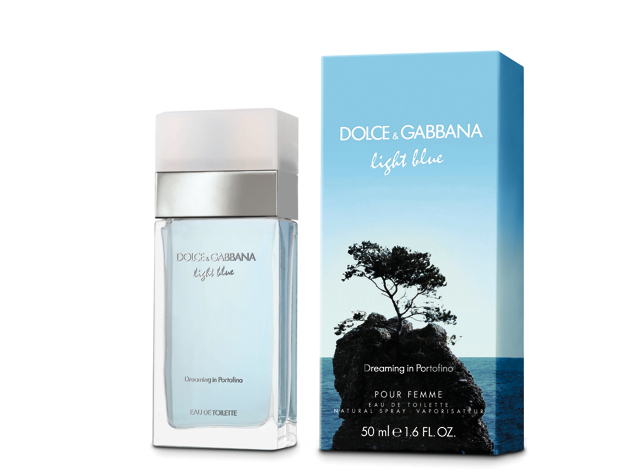 DOLCE & GABBANA
light blue
Dreaming in Portofino
EAU DE TOILETTE
DOLCE & GABBANA
light blue
Dreaming in Portofino
POUR FEMME
EAU DE TOILETTE
NATURAL SPRAY · VAPORISATEUR
50 ml ℮ 1.6 FL.OZ.